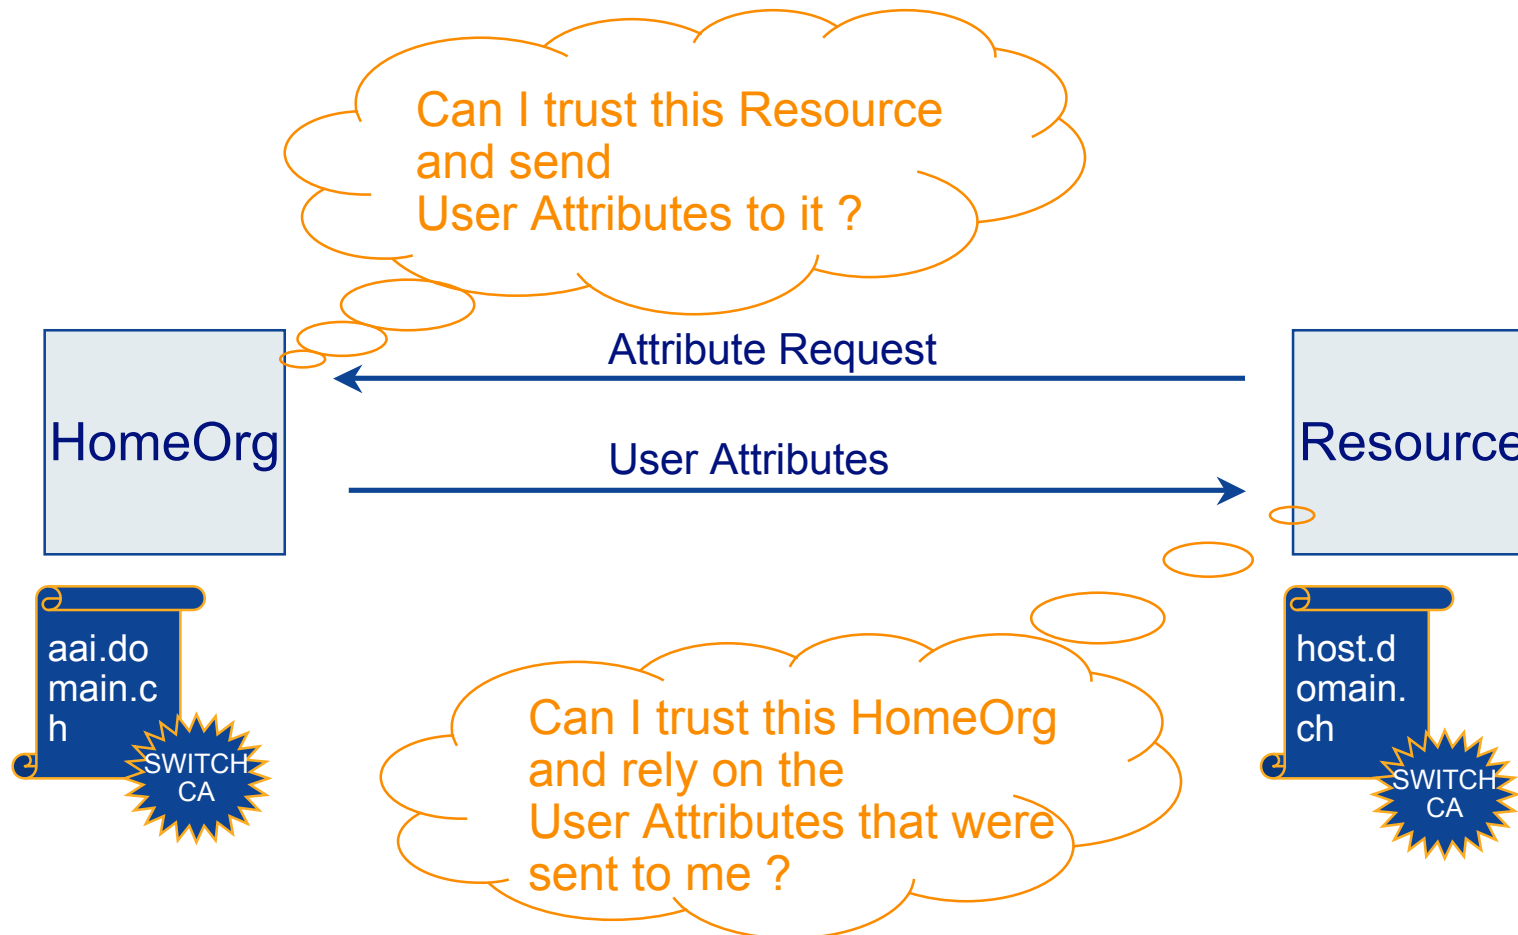 Can I trust this Resource
and send
User Attributes to it ?
Attribute Request
HomeOrg
Resource
User Attributes
aai.do
main.c
h
SWITCH
CA
host.d
omain.
ch
SWITCH
CA
Can I trust this HomeOrg
and rely on the
User Attributes that were
sent to me ?